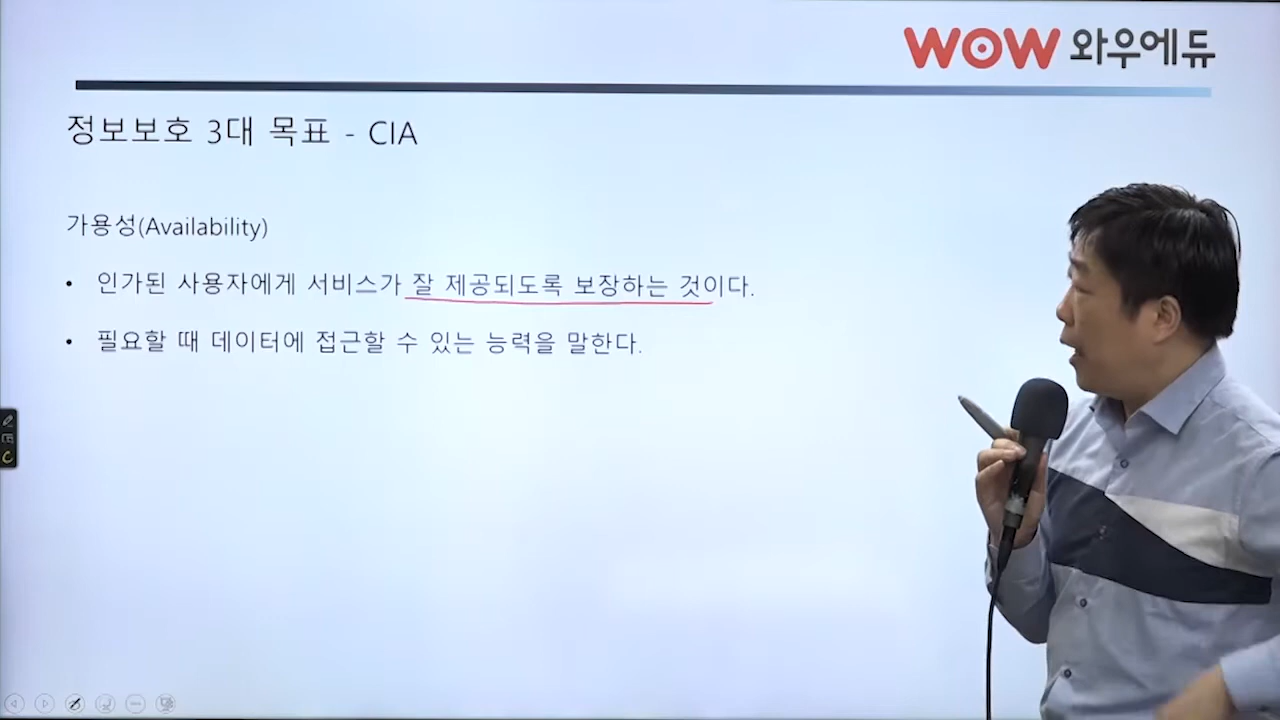 WOW 와우에듀
정보보호 3대 목표 - CIA
가용성(Availability)
• 인가된 사용자에게 서비스가 잘 제공되도록 보장하는 것이다.
• 필요할 때 데이터에 접근할 수 있는 능력을 말한다.